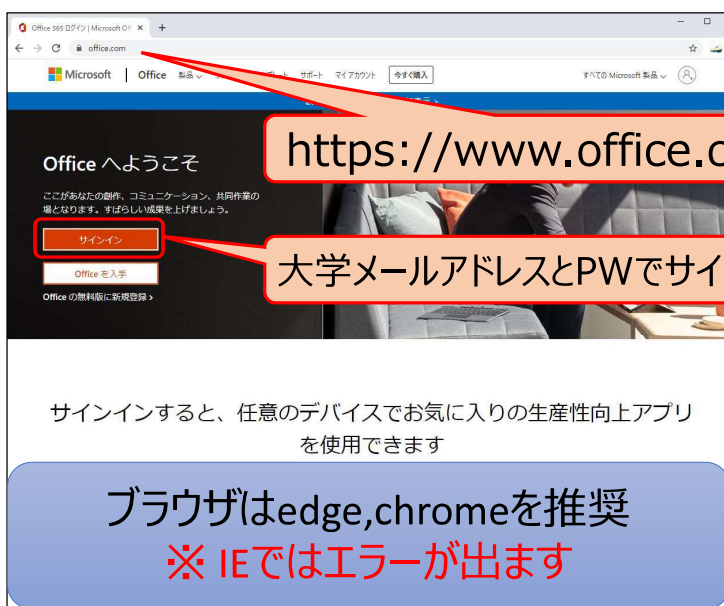 Office 365 ログイン | Microsoft Of
office.com
Microsoft | Office 製品 サポート マイ アカウント 今すぐ購入 すべての Microsoft 製品
https://www.office.c
Office へようこそ
ここがあなたの創作、コミュニケーション、共同作業の
場となります。すばらしい成果を上げましょう。
サインイン
大学メールアドレスとPWでサイ
Office を入手
Office の無料版に新規登録 >
サインインすると、任意のデバイスでお気に入りの生産性向上アプリ
を使用できます
ブラウザはedge,chromeを推奨
※ IEではエラーが出ます